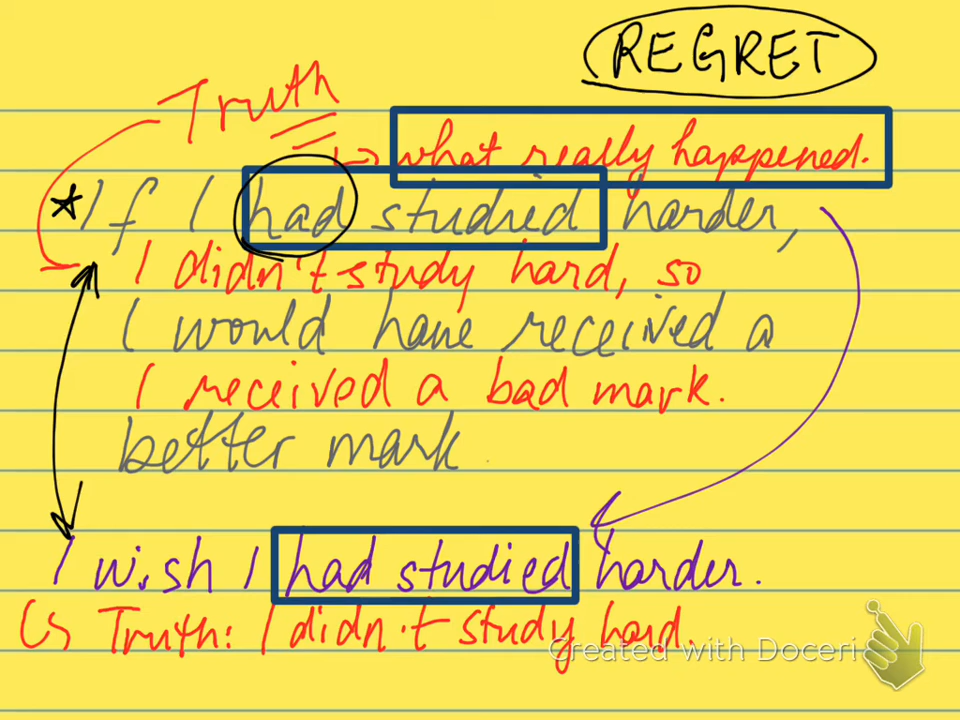 REGRET
Truth
↳ what really happened.
*If I had studied harder,
I didn't study hard, so
I would have received a
I received a bad mark.
better mark
I wish I had studied harder.
↳ Truth: I didn't study hard.
Created with Doceri